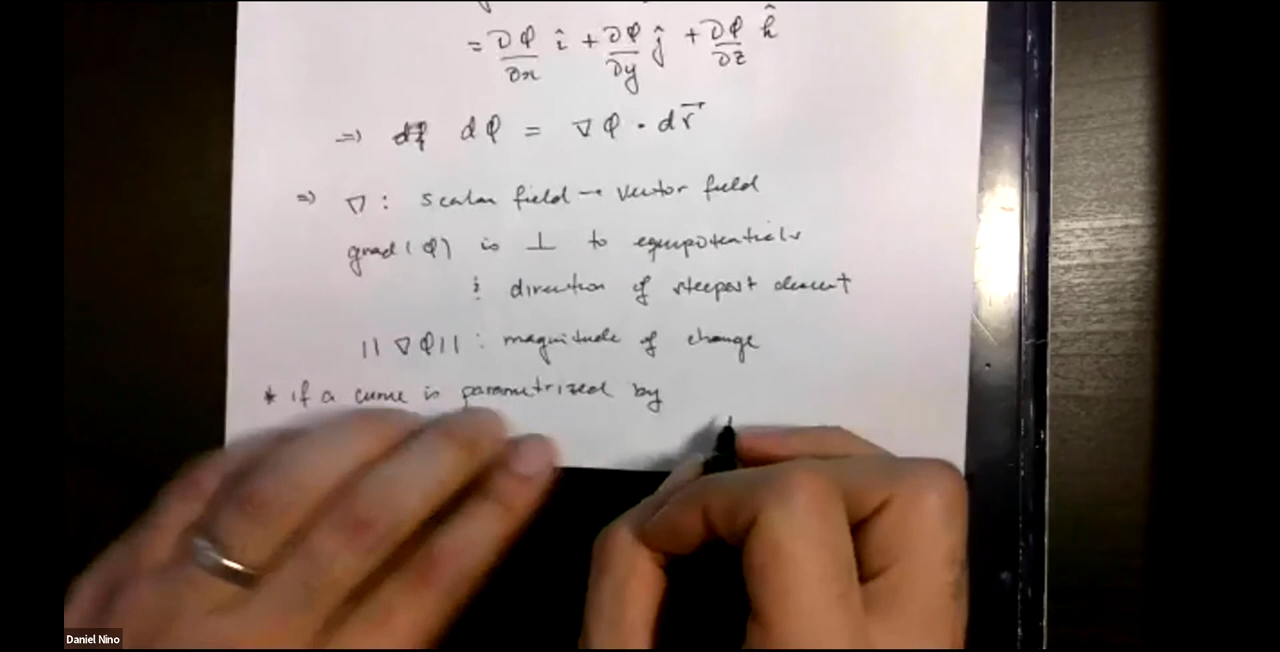 = ∂φ/∂x î + ∂φ/∂y ĵ + ∂φ/∂z k̂
=> dφ = ∇φ · dr⃗
=> ∇ : scalar field → vector field
grad(φ) is ⊥ to equipotentials
& direction of steepest descent
||∇φ|| : magnitude of change
* if a curve is parametrized by
Daniel Nino